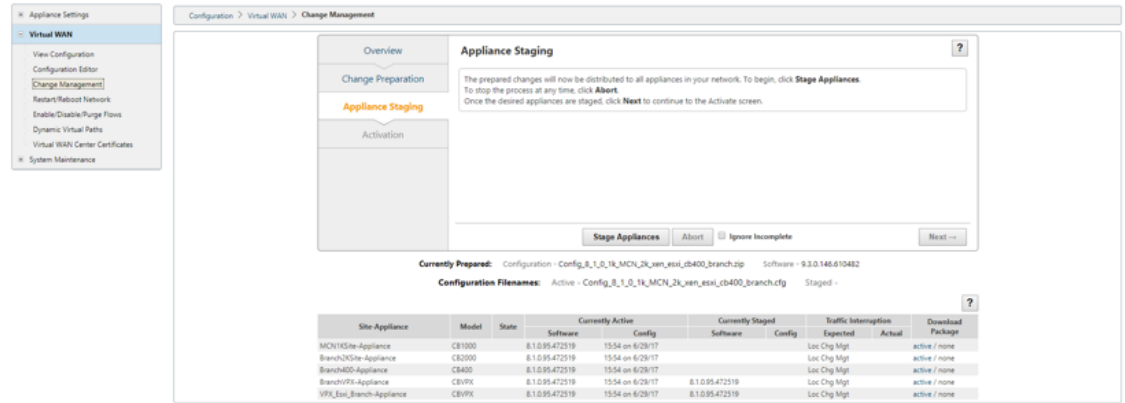 Appliance Settings
Virtual WAN
View Configuration
Configuration Editor
Change Management
Restart/Reboot Network
Enable/Disable/Purge Flows
Dynamic Virtual Paths
Virtual WAN Center Certificates
System Maintenance
Configuration > Virtual WAN > Change Management
Overview
Change Preparation
Appliance Staging
Activation
Appliance Staging
?
The prepared changes will now be distributed to all appliances in your network. To begin, click Stage Appliances.
To stop the process at any time, click Abort.
Once the desired appliances are staged, click Next to continue to the Activate screen.
Stage Appliances Abort Ignore Incomplete Next →
Currently Prepared: Configuration - Config_8_1_0_1k_MCN_2k_xen_esxi_cb400_branch.zip Software - 9.3.0.146.610482
Configuration Filenames: Active - Config_8_1_0_1k_MCN_2k_xen_esxi_cb400_branch.cfg Staged -
?
Site-Appliance Model State Currently Active Currently Staged Traffic Interruption Download Package
Software Config Software Config Expected Actual
MCN1KSite-Appliance CB1000 8.1.0.95.472519 15:54 on 6/29/17 Loc Chg Mgt active / none
Branch2KSite-Appliance CB2000 8.1.0.95.472519 15:54 on 6/29/17 Loc Chg Mgt active / none
Branch400-Appliance CB400 8.1.0.95.472519 15:54 on 6/29/17 Loc Chg Mgt active / none
BranchVPX-Appliance CBVPX 8.1.0.95.472519 15:54 on 6/29/17 8.1.0.95.472519 Loc Chg Mgt active / none
VPX_Esxi_Branch-Appliance CBVPX 8.1.0.95.472519 15:54 on 6/29/17 8.1.0.95.472519 Loc Chg Mgt active / none